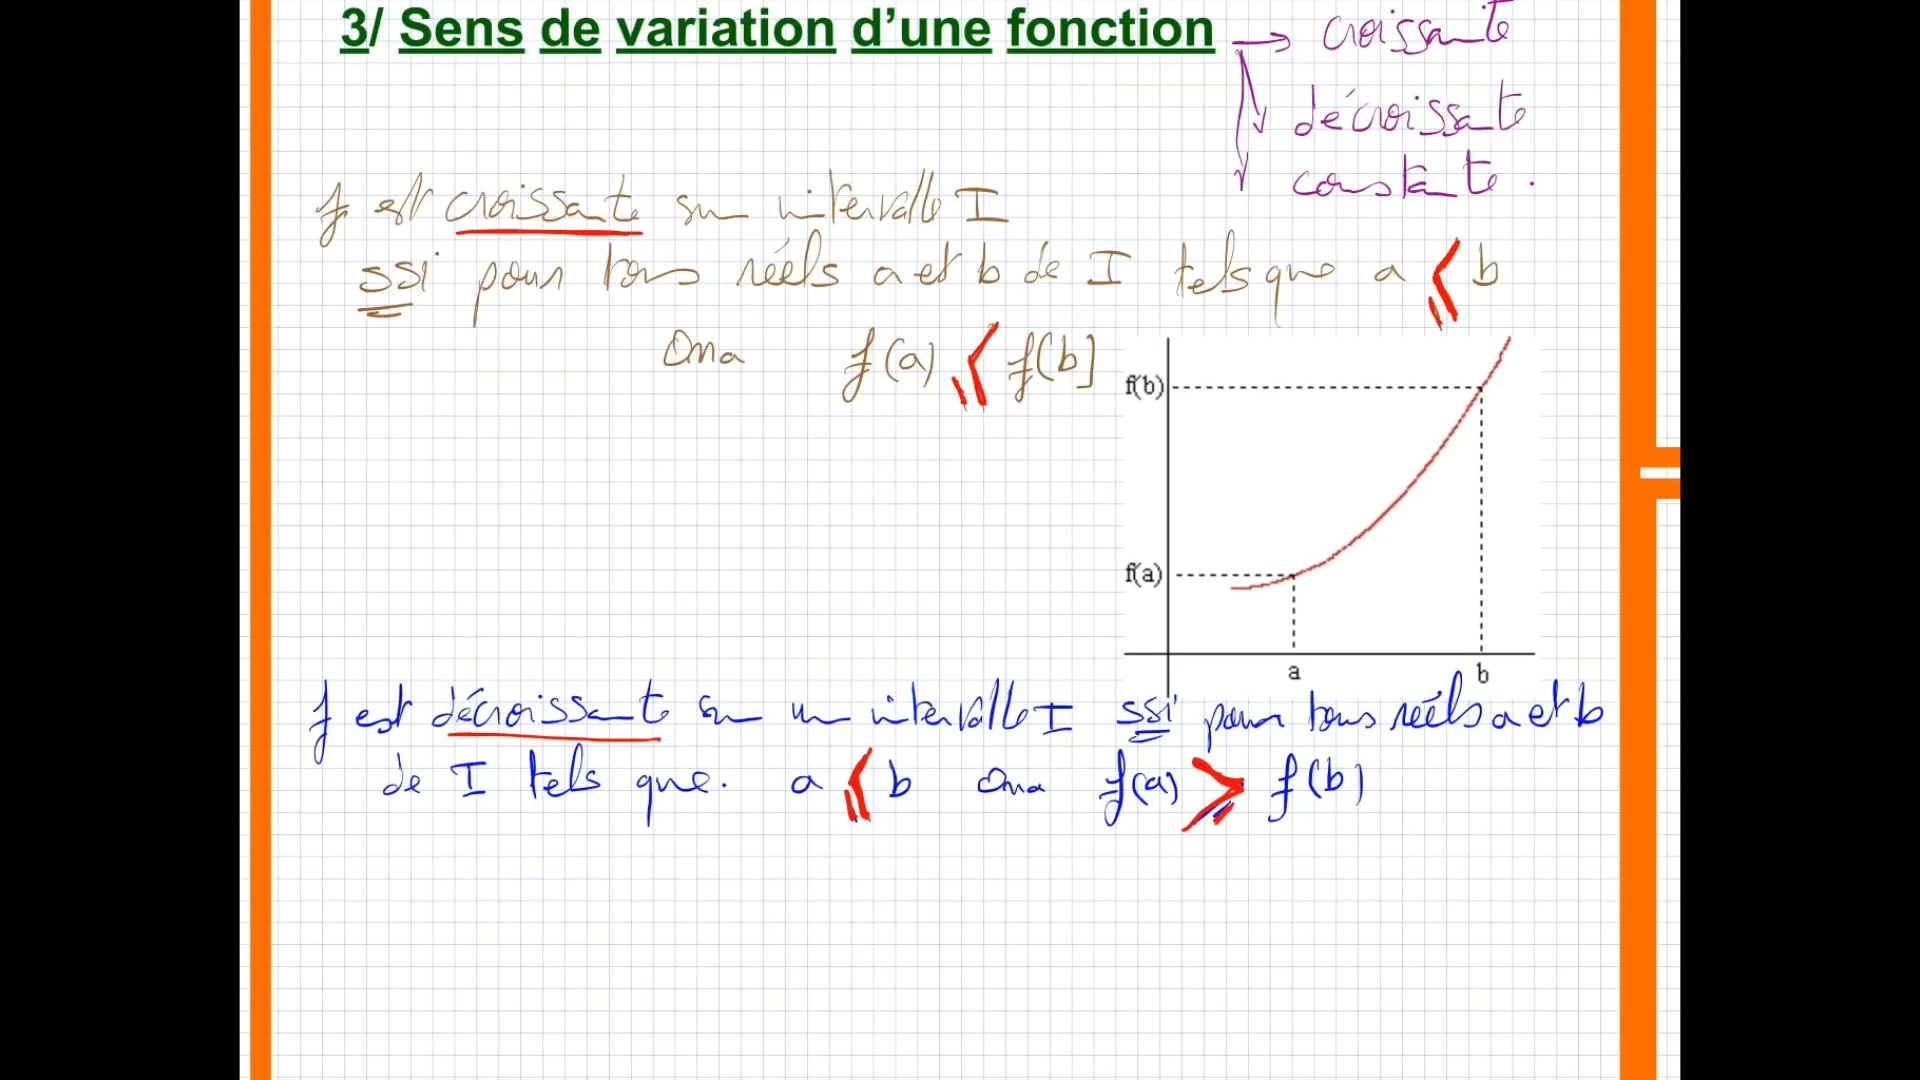 3/ Sens de variation d’une fonction → croissante
décroissante
constante .
f est croissante sur intervalle I
ssi pour tous réels a et b de I tels que a ⩽ b
On a f(a) ⩽ f(b]
f(b)
f(a)
a b
f est décroissante sur un intervalle I ssi pour tous réels a et b
de I tels que . a ⩽ b On a f(a) ⩾ f(b)